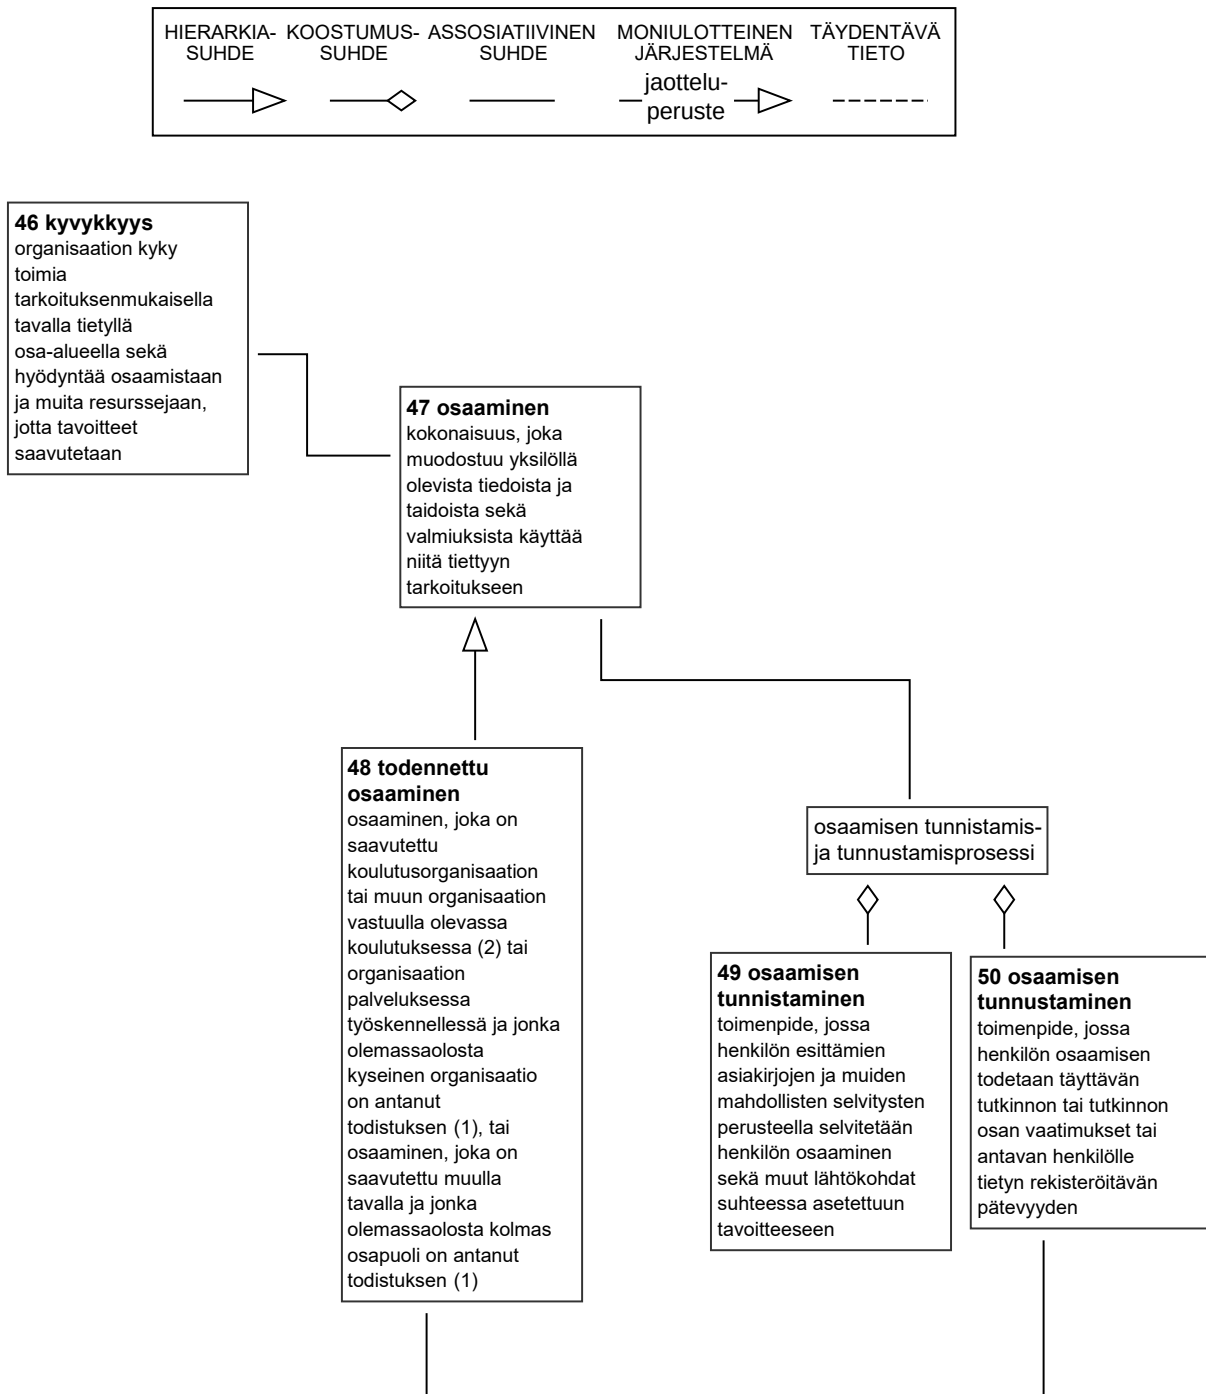 HIERARKIA-
SUHDE
KOOSTUMUS-
SUHDE
ASSOSIATIIVINEN
SUHDE
MONIULOTTEINEN
JÄRJESTELMÄ
jaottelu-
peruste
TÄYDENTÄVÄ
TIETO
46 kyvykkyys
organisaation kyky
toimia
tarkoituksenmukaisella
tavalla tietyllä
osa-alueella sekä
hyödyntää osaamistaan
ja muita resurssejaan,
jotta tavoitteet
saavutetaan
47 osaaminen
kokonaisuus, joka
muodostuu yksilöllä
olevista tiedoista ja
taidoista sekä
valmiuksista käyttää
niitä tiettyyn
tarkoitukseen
48 todennettu
osaaminen
osaaminen, joka on
saavutettu
koulutusorganisaation
tai muun organisaation
vastuulla olevassa
koulutuksessa (2) tai
organisaation
palveluksessa
työskennellessä ja jonka
olemassaolosta
kyseinen organisaatio
on antanut
todistuksen (1), tai
osaaminen, joka on
saavutettu muulla
tavalla ja jonka
olemassaolosta kolmas
osapuoli on antanut
todistuksen (1)
osaamisen tunnistamis-
ja tunnustamisprosessi
49 osaamisen
tunnistaminen
toimenpide, jossa
henkilön esittämien
asiakirjojen ja muiden
mahdollisten selvitysten
perusteella selvitetään
henkilön osaaminen
sekä muut lähtökohdat
suhteessa asetettuun
tavoitteeseen
50 osaamisen
tunnustaminen
toimenpide, jossa
henkilön osaamisen
todetaan täyttävän
tutkinnon tai tutkinnon
osan vaatimukset tai
antavan henkilölle
tietyn rekisteröitävän
pätevyyden